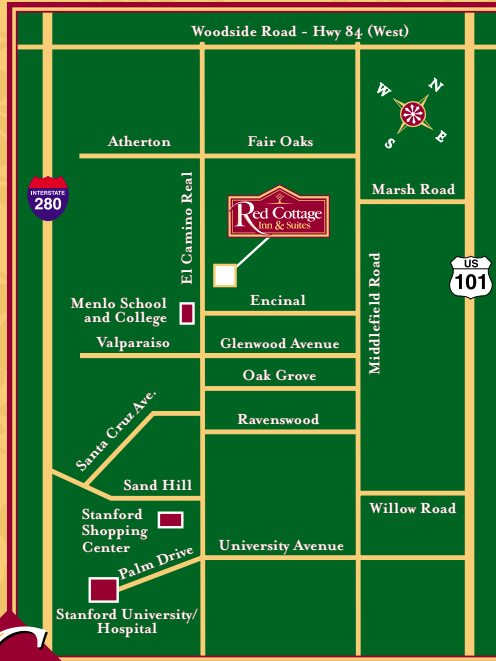 Woodside Road - Hwy 84 (West)
W
N
S
E
Atherton
Fair Oaks
INTERSTATE
280
El Camino Real
Red Cottage
Inn & Suites
Marsh Road
US
101
Middlefield Road
Menlo School
and College
Encinal
Valparaiso
Glenwood Avenue
Oak Grove
Santa Cruz Ave.
Ravenswood
Sand Hill
Stanford
Shopping
Center
Willow Road
Palm Drive
University Avenue
Stanford University/
Hospital